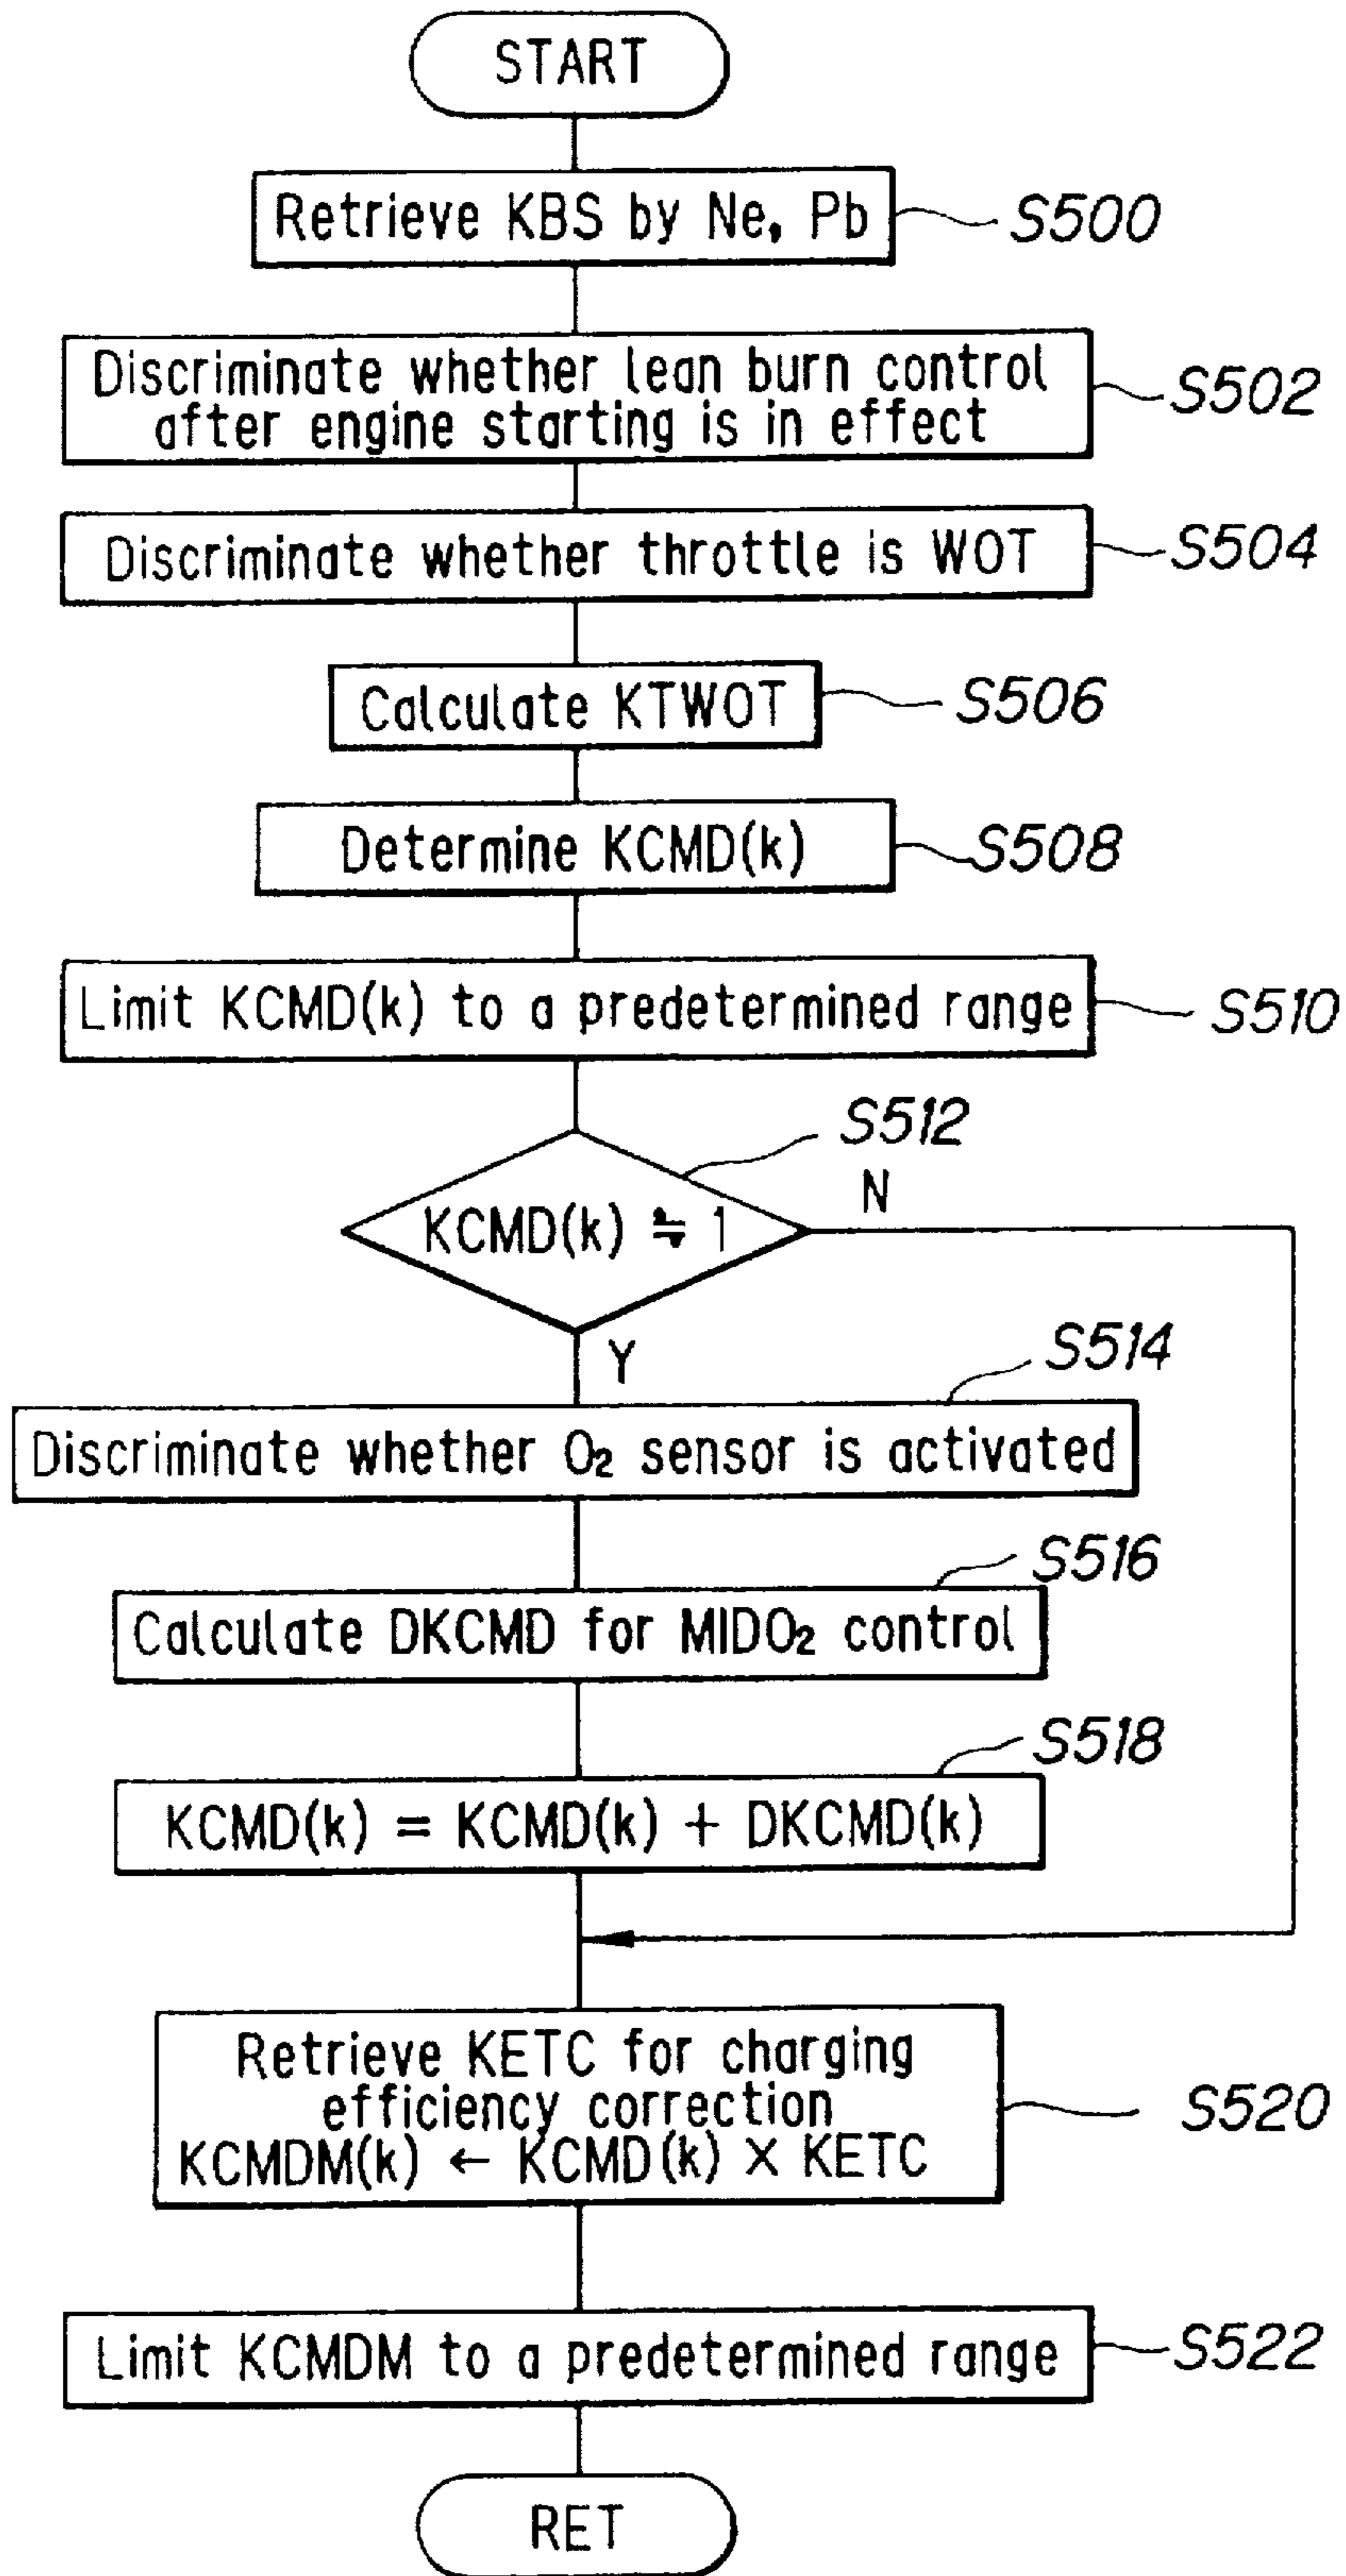 START
Retrieve KBS by Ne, Pb
S500
Discriminate whether lean burn control
after engine starting is in effect
S502
Discriminate whether throttle is WOT
S504
Calculate KTWOT
S506
Determine KCMD(k)
S508
Limit KCMD(k) to a predetermined range
S510
S512
KCMD(k) ≒ 1
N
Y
S514
Discriminate whether O₂ sensor is activated
S516
Calculate DKCMD for MIDO₂ control
S518
KCMD(k) = KCMD(k) + DKCMD(k)
Retrieve KETC for charging
efficiency correction
KCMDM(k) ← KCMD(k) × KETC
S520
Limit KCMDM to a predetermined range
S522
RET